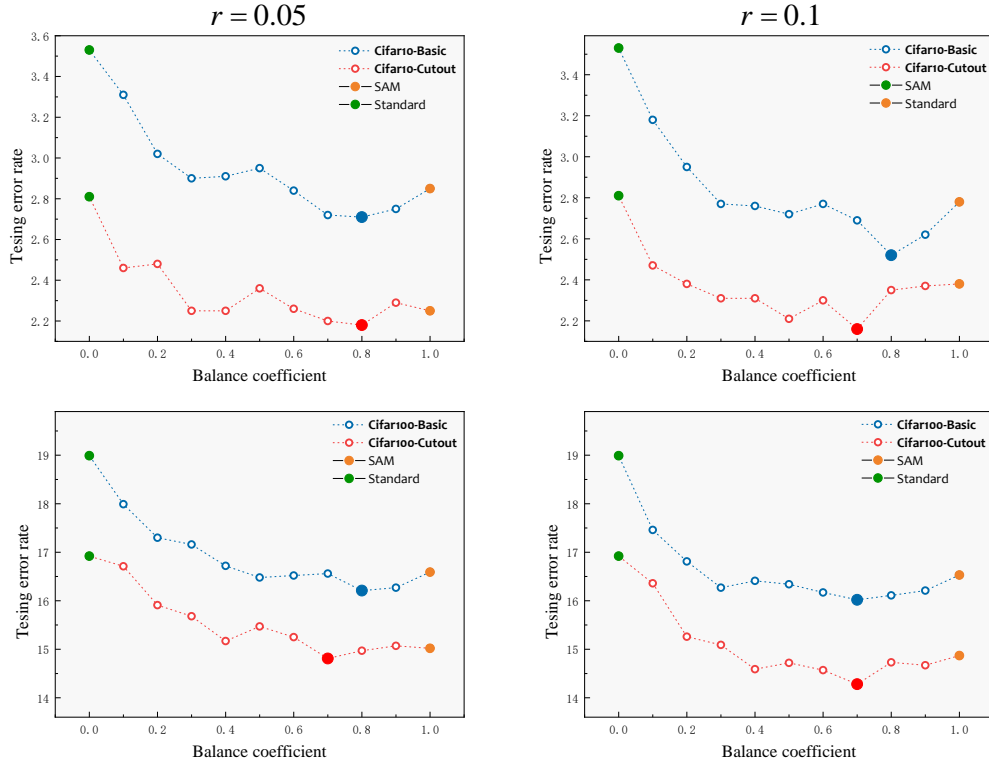 r = 0.05
r = 0.1
3.6
3.4
3.2
3.0
2.8
2.6
2.4
2.2
Tesing error rate
Cifar10-Basic
Cifar10-Cutout
SAM
Standard
0.0 0.2 0.4 0.6 0.8 1.0
Balance coefficient
3.4
3.2
3.0
2.8
2.6
2.4
2.2
Tesing error rate
Cifar10-Basic
Cifar10-Cutout
SAM
Standard
0.0 0.2 0.4 0.6 0.8 1.0
Balance coefficient
19
18
17
16
15
14
Tesing error rate
Cifar100-Basic
Cifar100-Cutout
SAM
Standard
0.0 0.2 0.4 0.6 0.8 1.0
Balance coefficient
19
18
17
16
15
14
Tesing error rate
Cifar100-Basic
Cifar100-Cutout
SAM
Standard
0.0 0.2 0.4 0.6 0.8 1.0
Balance coefficient